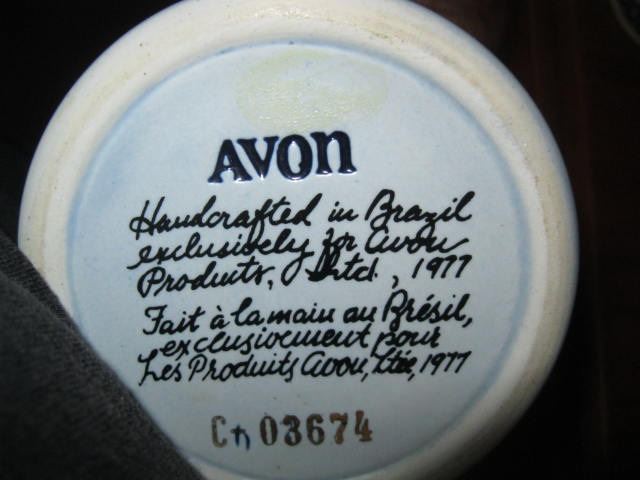 AVON
Handcrafted in Brazil
exclusively for Avon
Products, Ltd., 1977
Fait à la main au Brésil,
exclusivement pour
Les Produits Avon, Ltée, 1977
Cn 03674